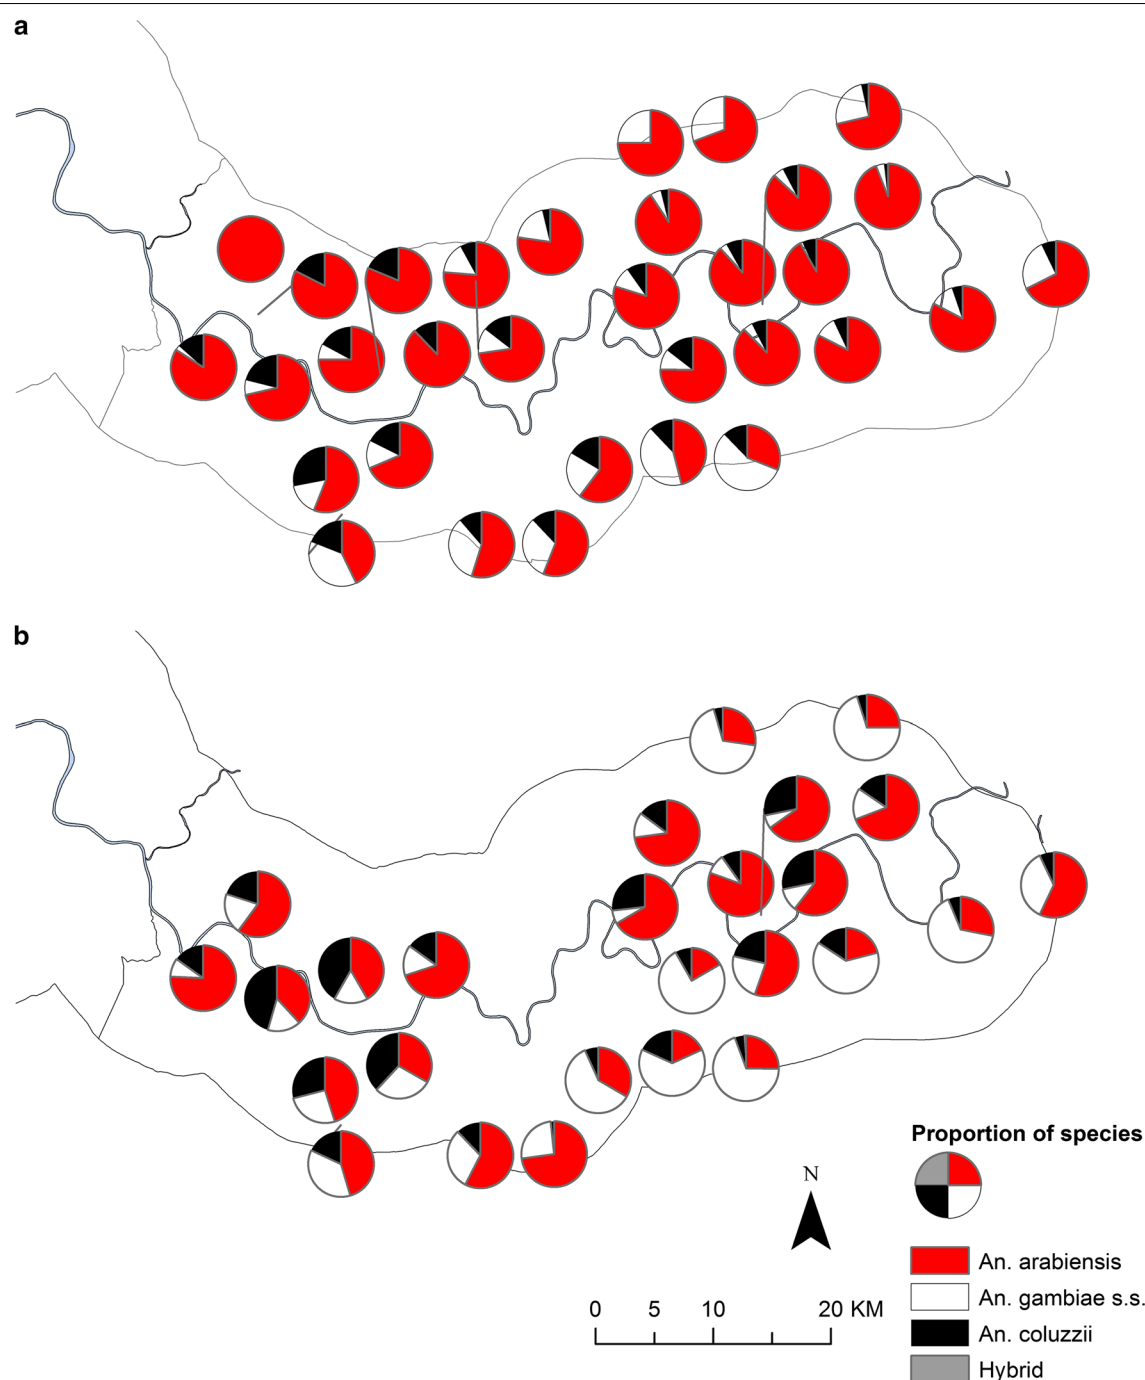 a
b
Proportion of species
N
An. arabiensis
An. gambiae s.s.
An. coluzzii
Hybrid
0 5 10 20 KM